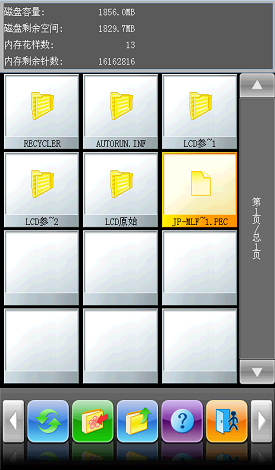 磁盘容量: 1856.0MB
磁盘剩余空间: 1829.7MB
内存花样数: 13
内存剩余针数: 16162816
RECYCLER
AUTORUN.INF
LCD参~1
LCD参~2
LCD原始
JP-MLF~1.PEC
第1页/总1页